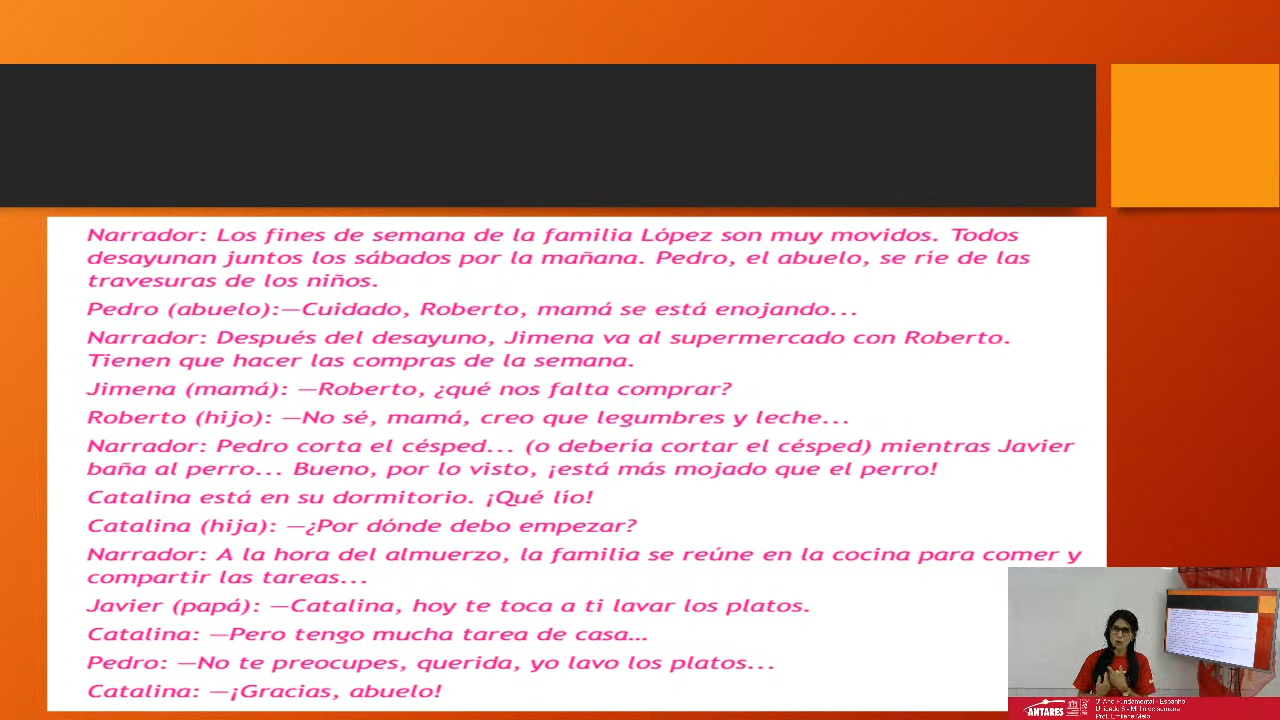 Narrador: Los fines de semana de la familia López son muy movidos. Todos
desayunan juntos los sábados por la mañana. Pedro, el abuelo, se ríe de las
travesuras de los niños.
Pedro (abuelo):—Cuidado, Roberto, mamá se está enojando...
Narrador: Después del desayuno, Jimena va al supermercado con Roberto.
Tienen que hacer las compras de la semana.
Jimena (mamá): —Roberto, ¿qué nos falta comprar?
Roberto (hijo): —No sé, mamá, creo que legumbres y leche...
Narrador: Pedro corta el césped... (o debería cortar el césped) mientras Javier
baña al perro... Bueno, por lo visto, ¡está más mojado que el perro!
Catalina está en su dormitorio. ¡Qué lío!
Catalina (hija): —¿Por dónde debo empezar?
Narrador: A la hora del almuerzo, la familia se reúne en la cocina para comer y
compartir las tareas...
Javier (papá): —Catalina, hoy te toca a ti lavar los platos.
Catalina: —Pero tengo mucha tarea de casa...
Pedro: —No te preocupes, querida, yo lavo los platos...
Catalina: —¡Gracias, abuelo!
ANTARES
3º Ano Fundamental - Espanhol
Prof. Emilene Melo